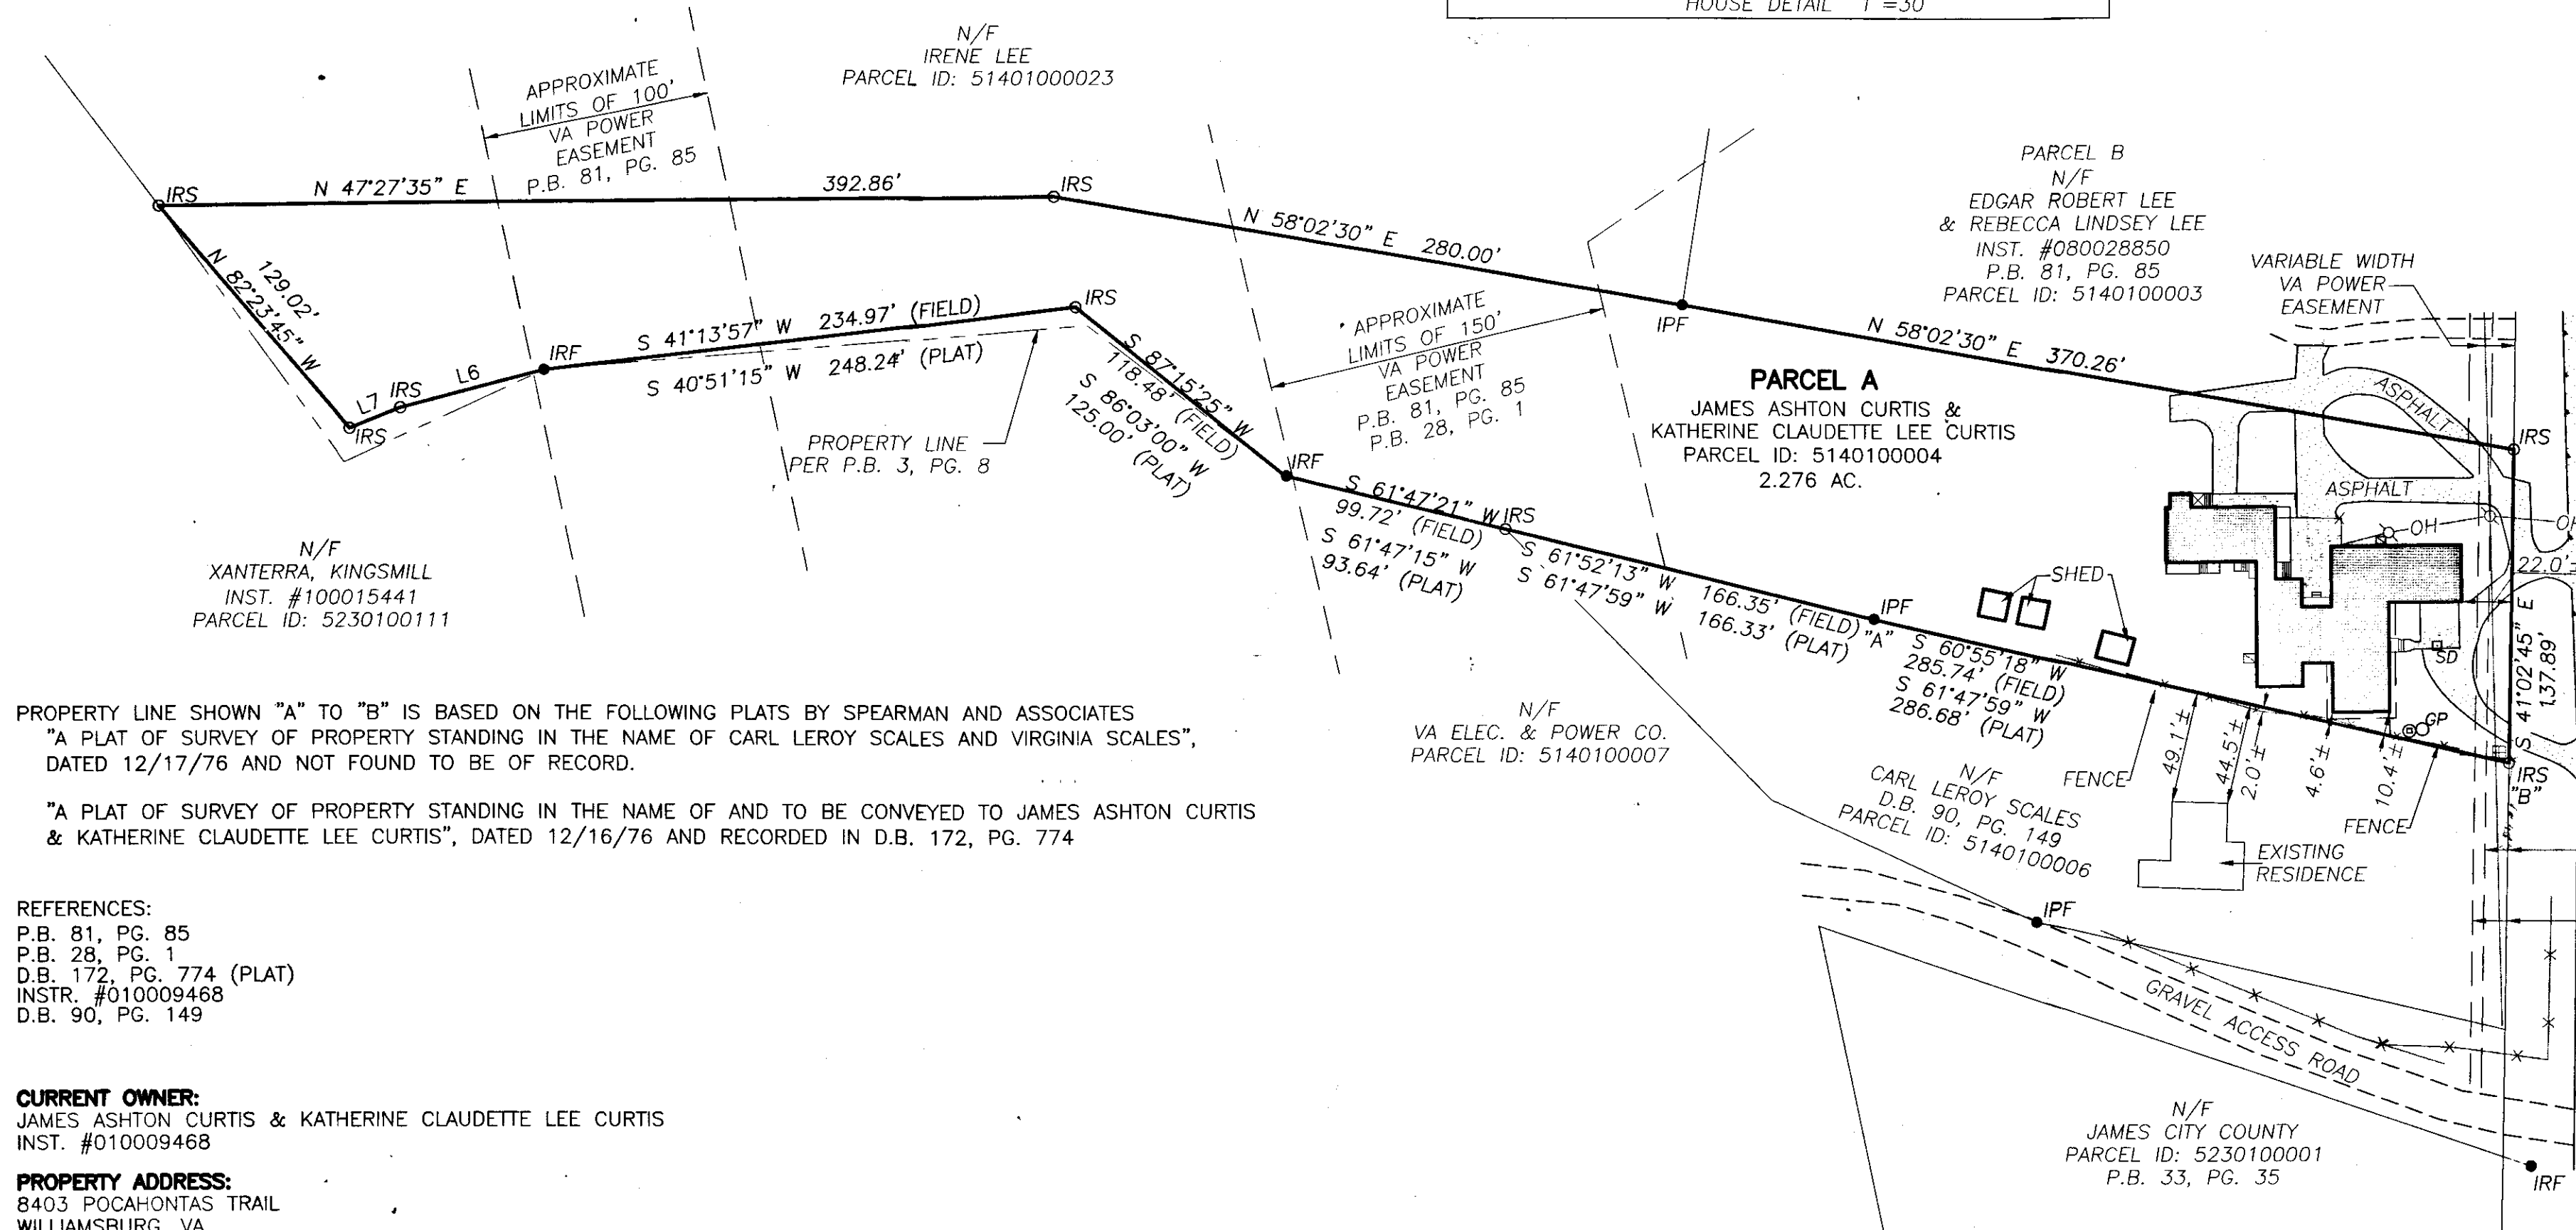 HOUSE DETAIL 1"=30'
N/F
IRENE LEE
PARCEL ID: 51401000023
APPROXIMATE
LIMITS OF 100'
VA POWER
EASEMENT
P.B. 81, PG. 85
IRS
N 47°27'35" E
392.86'
IRS
N 58°02'30" E 280.00'
IPF
N 58°02'30" E 370.26'
PARCEL B
N/F
EDGAR ROBERT LEE
& REBECCA LINDSEY LEE
INST. #080028850
P.B. 81, PG. 85
PARCEL ID: 5140100003
VARIABLE WIDTH
VA POWER
EASEMENT
129.02'
N 82°23'45" W
L7
IRS
IRS
L6
IRF
S 41°13'57" W 234.97' (FIELD)
S 40°51'15" W 248.24' (PLAT)
IRS
S 87°15'25" W
118.48' (FIELD)
S 86°03'00" W
125.00' (PLAT)
PROPERTY LINE
PER P.B. 3, PG. 8
APPROXIMATE
LIMITS OF 150'
VA POWER
EASEMENT
P.B. 81, PG. 85
P.B. 28, PG. 1
PARCEL A
JAMES ASHTON CURTIS &
KATHERINE CLAUDETTE LEE CURTIS
PARCEL ID: 5140100004
2.276 AC.
ASPHALT
ASPHALT
IRS
OH
22.0'±
S 41°02'45" E
137.89'
IRF
S 61°47'21" W
99.72' (FIELD)
S 61°47'15" W
93.64' (PLAT)
IRS
S 61°52'13" W 166.35' (FIELD)
S 61°47'59" W 166.33' (PLAT)
IPF
"A"
S 60°55'18" W
285.74' (FIELD)
S 61°47'59" W
286.68' (PLAT)
SHED
SD
GP
N/F
XANTERRA, KINGSMILL
INST. #100015441
PARCEL ID: 5230100111
N/F
VA ELEC. & POWER CO.
PARCEL ID: 5140100007
N/F
CARL LEROY SCALES
D.B. 90, PG. 149
PARCEL ID: 5140100006
FENCE
49.1'±
44.5'±
2.0'±
4.6'±
10.4'±
FENCE
IRS
"B"
EXISTING
RESIDENCE
PROPERTY LINE SHOWN "A" TO "B" IS BASED ON THE FOLLOWING PLATS BY SPEARMAN AND ASSOCIATES
"A PLAT OF SURVEY OF PROPERTY STANDING IN THE NAME OF CARL LEROY SCALES AND VIRGINIA SCALES",
DATED 12/17/76 AND NOT FOUND TO BE OF RECORD.
"A PLAT OF SURVEY OF PROPERTY STANDING IN THE NAME OF AND TO BE CONVEYED TO JAMES ASHTON CURTIS
& KATHERINE CLAUDETTE LEE CURTIS", DATED 12/16/76 AND RECORDED IN D.B. 172, PG. 774
REFERENCES:
P.B. 81, PG. 85
P.B. 28, PG. 1
D.B. 172, PG. 774 (PLAT)
INSTR. #010009468
D.B. 90, PG. 149
IPF
GRAVEL ACCESS ROAD
N/F
JAMES CITY COUNTY
PARCEL ID: 5230100001
P.B. 33, PG. 35
IRF
CURRENT OWNER:
JAMES ASHTON CURTIS & KATHERINE CLAUDETTE LEE CURTIS
INST. #010009468
PROPERTY ADDRESS:
8403 POCAHONTAS TRAIL
WILLIAMSBURG, VA